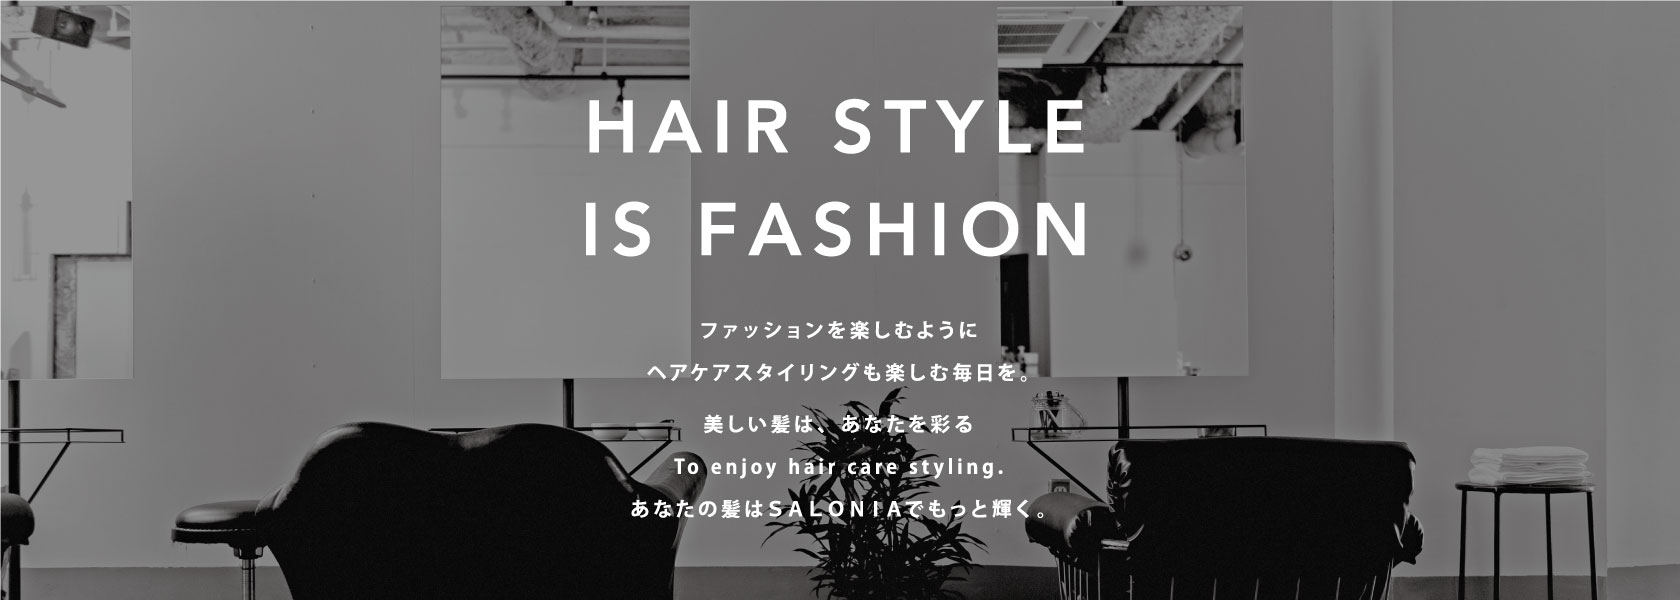 HAIR STYLE
IS FASHION
ファッションを楽しむように
ヘアケアスタイリングも楽しむ毎日を。
美しい髪は、あなたを彩る
To enjoy hair care styling.
あなたの髪はSALONIAでもっと輝く。